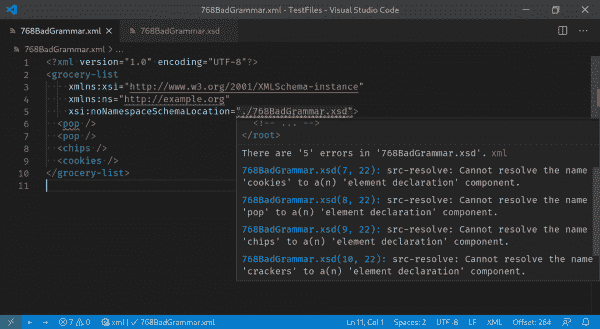 768BadGrammar.xml - TestFiles - Visual Studio Code
768BadGrammar.xml 768BadGrammar.xsd
768BadGrammar.xml > ...
1 <?xml version="1.0" encoding="UTF-8"?>
2 <grocery-list
3 xmlns:xsi="http://www.w3.org/2001/XMLSchema-instance"
4 xmlns:ns="http://example.org"
5 xsi:noNamespaceSchemaLocation="./768BadGrammar.xsd">
6 <pop />
7 <pop />
8 <chips />
9 <cookies />
10 </grocery-list>
11
<!-- ... -->
</root>
There are '5' errors in '768BadGrammar.xsd'. xml
768BadGrammar.xsd(7, 22): src-resolve: Cannot resolve the name
'cookies' to a(n) 'element declaration' component.
768BadGrammar.xsd(8, 22): src-resolve: Cannot resolve the name
'pop' to a(n) 'element declaration' component.
768BadGrammar.xsd(9, 22): src-resolve: Cannot resolve the name
'chips' to a(n) 'element declaration' component.
768BadGrammar.xsd(10, 22): src-resolve: Cannot resolve the name
'crackers' to a(n) 'element declaration' component.
7 0 xml | ✓ 768BadGrammar.xml Ln 11, Col 1 Spaces: 2 UTF-8 LF XML Offset: 264